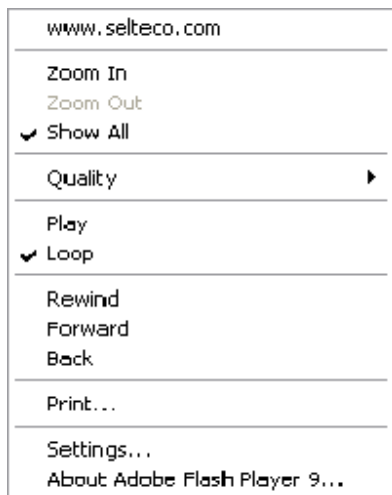 www.selteco.com
Zoom In
Zoom Out
Show All
Quality
Play
Loop
Rewind
Forward
Back
Print...
Settings...
About Adobe Flash Player 9...